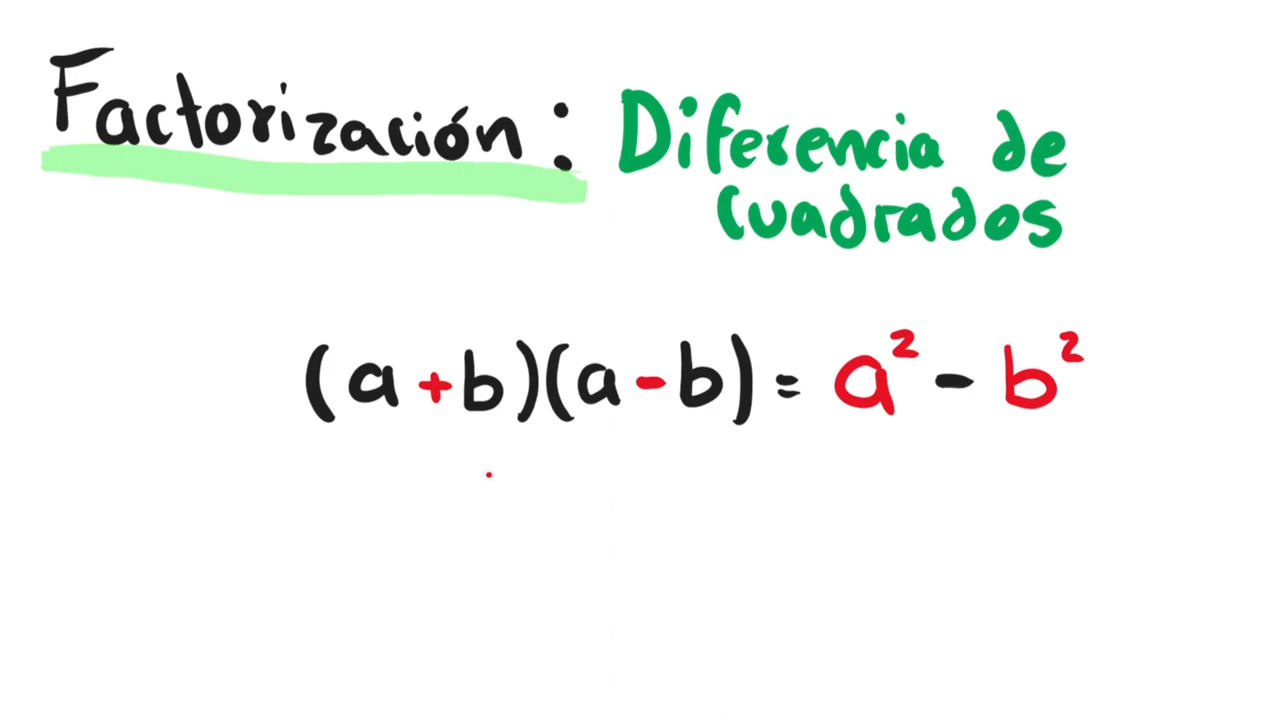 Factorización: Diferencia de
cuadrados
(a+b)(a-b) = a² - b²